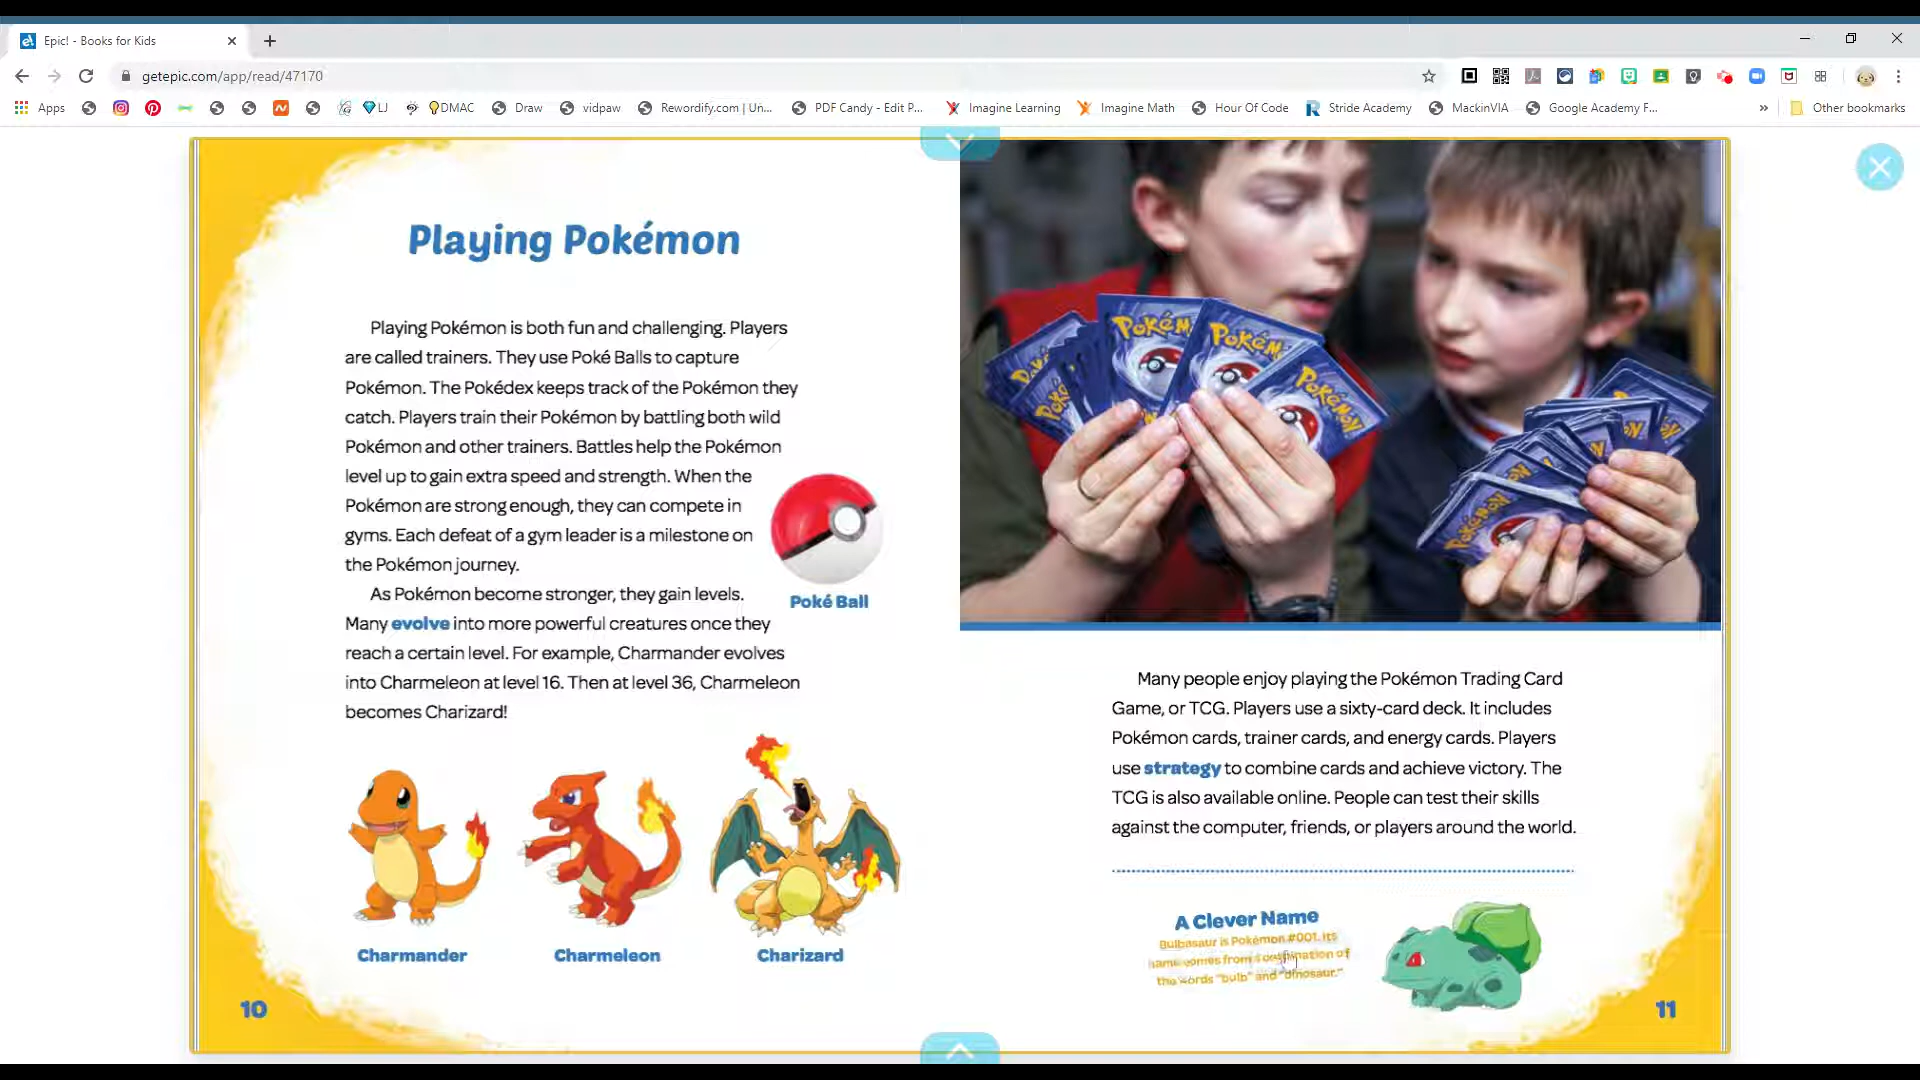 Epic! - Books for Kids
getepic.com/app/read/47170
Apps
LJ
DMAC
Draw
vidpaw
Rewordify.com | Un...
PDF Candy - Edit P...
Imagine Learning
Imagine Math
Hour Of Code
Stride Academy
MackinVIA
Google Academy F...
Other bookmarks
Playing Pokémon
Playing Pokémon is both fun and challenging. Players
are called trainers. They use Poké Balls to capture
Pokémon. The Pokédex keeps track of the Pokémon they
catch. Players train their Pokémon by battling both wild
Pokémon and other trainers. Battles help the Pokémon
level up to gain extra speed and strength. When the
Pokémon are strong enough, they can compete in
gyms. Each defeat of a gym leader is a milestone on
the Pokémon journey.
Poké Ball
As Pokémon become stronger, they gain levels.
Many evolve into more powerful creatures once they
reach a certain level. For example, Charmander evolves
into Charmeleon at level 16. Then at level 36, Charmeleon
becomes Charizard!
Charmander
Charmeleon
Charizard
10
Pokémon
Pokémon
Pokémon
Many people enjoy playing the Pokémon Trading Card
Game, or TCG. Players use a sixty-card deck. It includes
Pokémon cards, trainer cards, and energy cards. Players
use strategy to combine cards and achieve victory. The
TCG is also available online. People can test their skills
against the computer, friends, or players around the world.
A Clever Name
Bulbasaur is Pokémon #001. Its
name comes from combination of
the words "bulb" and "dinosaur."
11